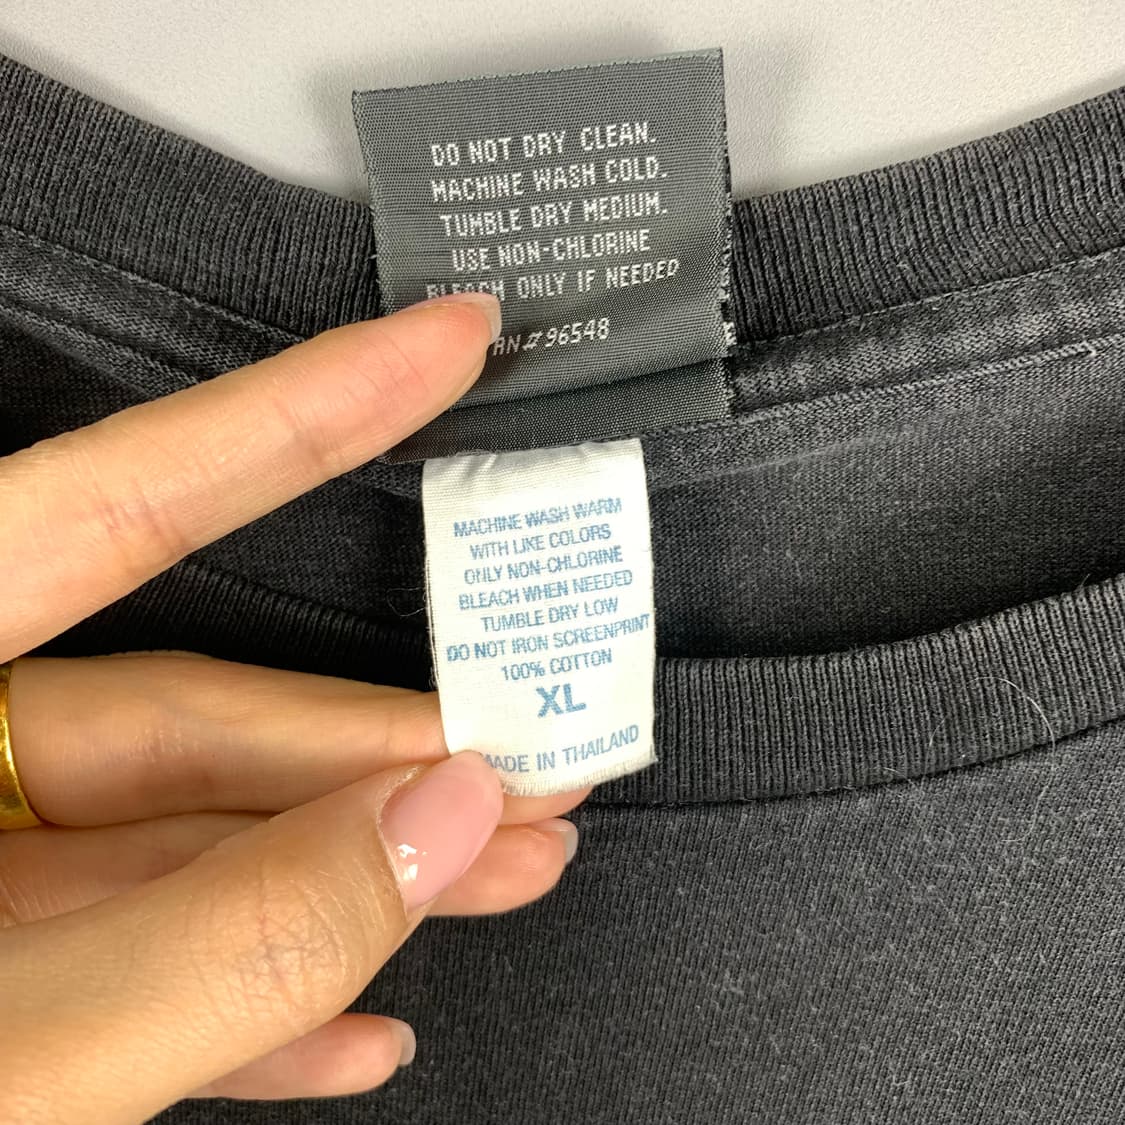 DO NOT DRY CLEAN.
MACHINE WASH COLD.
TUMBLE DRY MEDIUM.
USE NON-CHLORINE
BLEACH ONLY IF NEEDED
RN# 96548
MACHINE WASH WARM
WITH LIKE COLORS
ONLY NON-CHLORINE
BLEACH WHEN NEEDED
TUMBLE DRY LOW
DO NOT IRON SCREENPRINT
100% COTTON
XL
MADE IN THAILAND